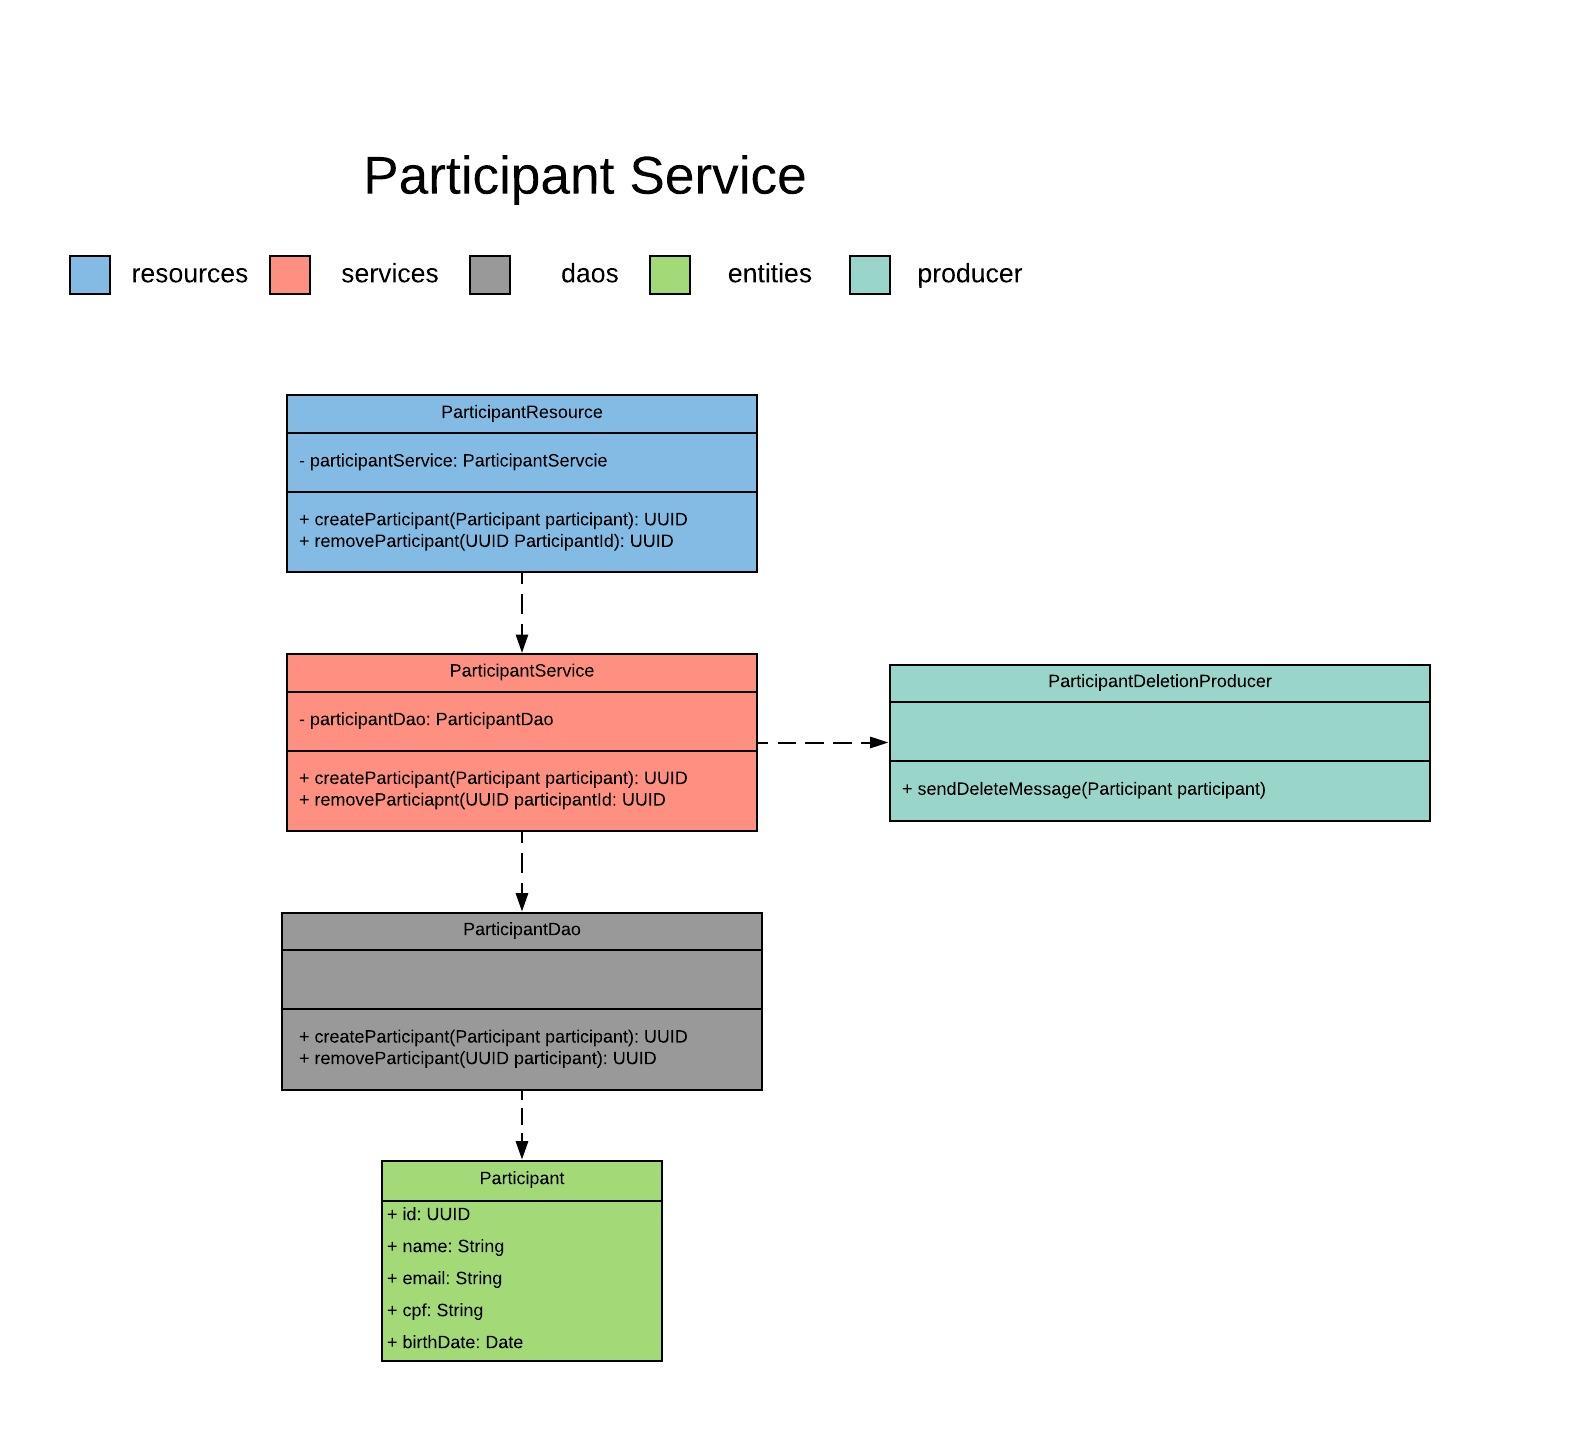 Participant Service
resources services daos entities producer
ParticipantResource
- participantService: ParticipantServcie
+ createParticipant(Participant participant): UUID
+ removeParticipant(UUID ParticipantId): UUID
ParticipantService
- participantDao: ParticipantDao
+ createParticipant(Participant participant): UUID
+ removeParticiapnt(UUID participantId: UUID
ParticipantDeletionProducer
+ sendDeleteMessage(Participant participant)
ParticipantDao
+ createParticipant(Participant participant): UUID
+ removeParticipant(UUID participant): UUID
Participant
+ id: UUID
+ name: String
+ email: String
+ cpf: String
+ birthDate: Date